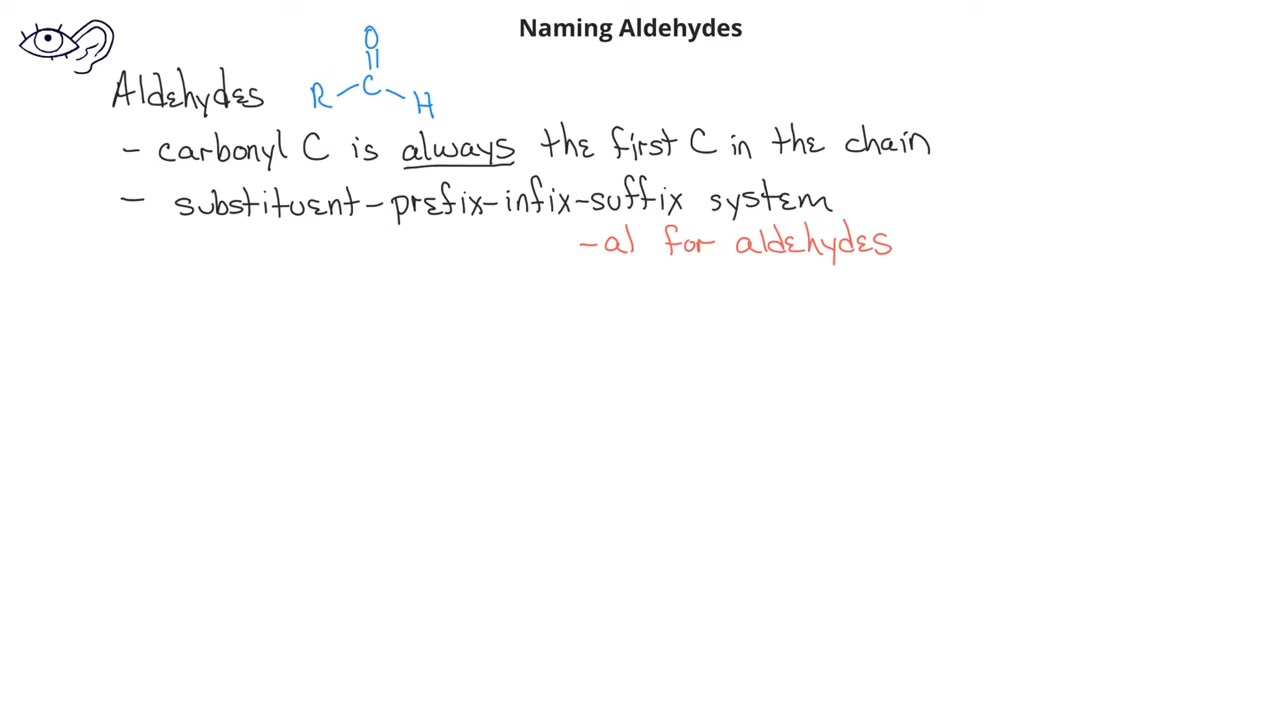 Naming Aldehydes
O
Aldehydes R C H
- carbonyl C is always the first C in the chain
- substituent-prefix-infix-suffix system
-al for aldehydes